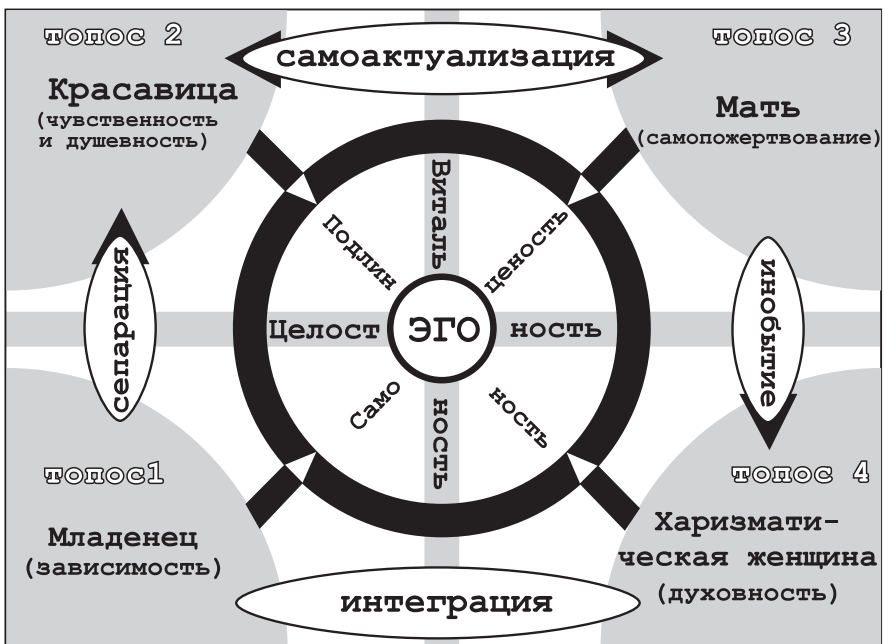 топос 2
самоактуализация
топос 3
Красавица
(чувственность
и душевность)
Мать
(самопожертвование)
Виталь
Подлин
ценость
сепарация
Целост
ЭГО
ность
инобытие
Само
ность
ность
топос1
Младенец
(зависимость)
топос 4
Харизмати-
ческая женщина
(духовность)
интеграция